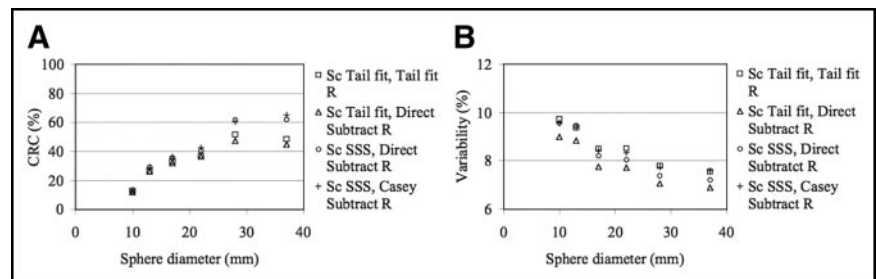 A
CRC (%)
100
80
60
40
20
0
0 10 20 30 40
Sphere diameter (mm)
Sc Tail fit, Tail fit
R
Sc Tail fit, Direct
Subtract R
Sc SSS, Direct
Subtract R
Sc SSS, Casey
Subtract R
B
Variability (%)
12
10
8
6
0 10 20 30 40
Sphere diameter (mm)
Sc Tail fit, Tail fit
R
Sc Tail fit, Direct
Subtract R
Sc SSS, Direct
Subtratct R
Sc SSS, Casey
Subtract R